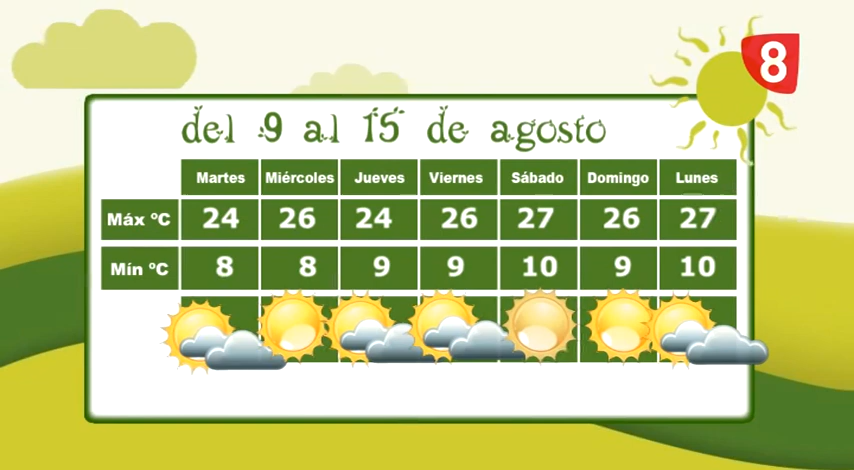 8
del 9 al 15 de agosto
Martes Miércoles Jueves Viernes Sábado Domingo Lunes
Máx ºC 24 26 24 26 27 26 27
Mín ºC 8 8 9 9 10 9 10